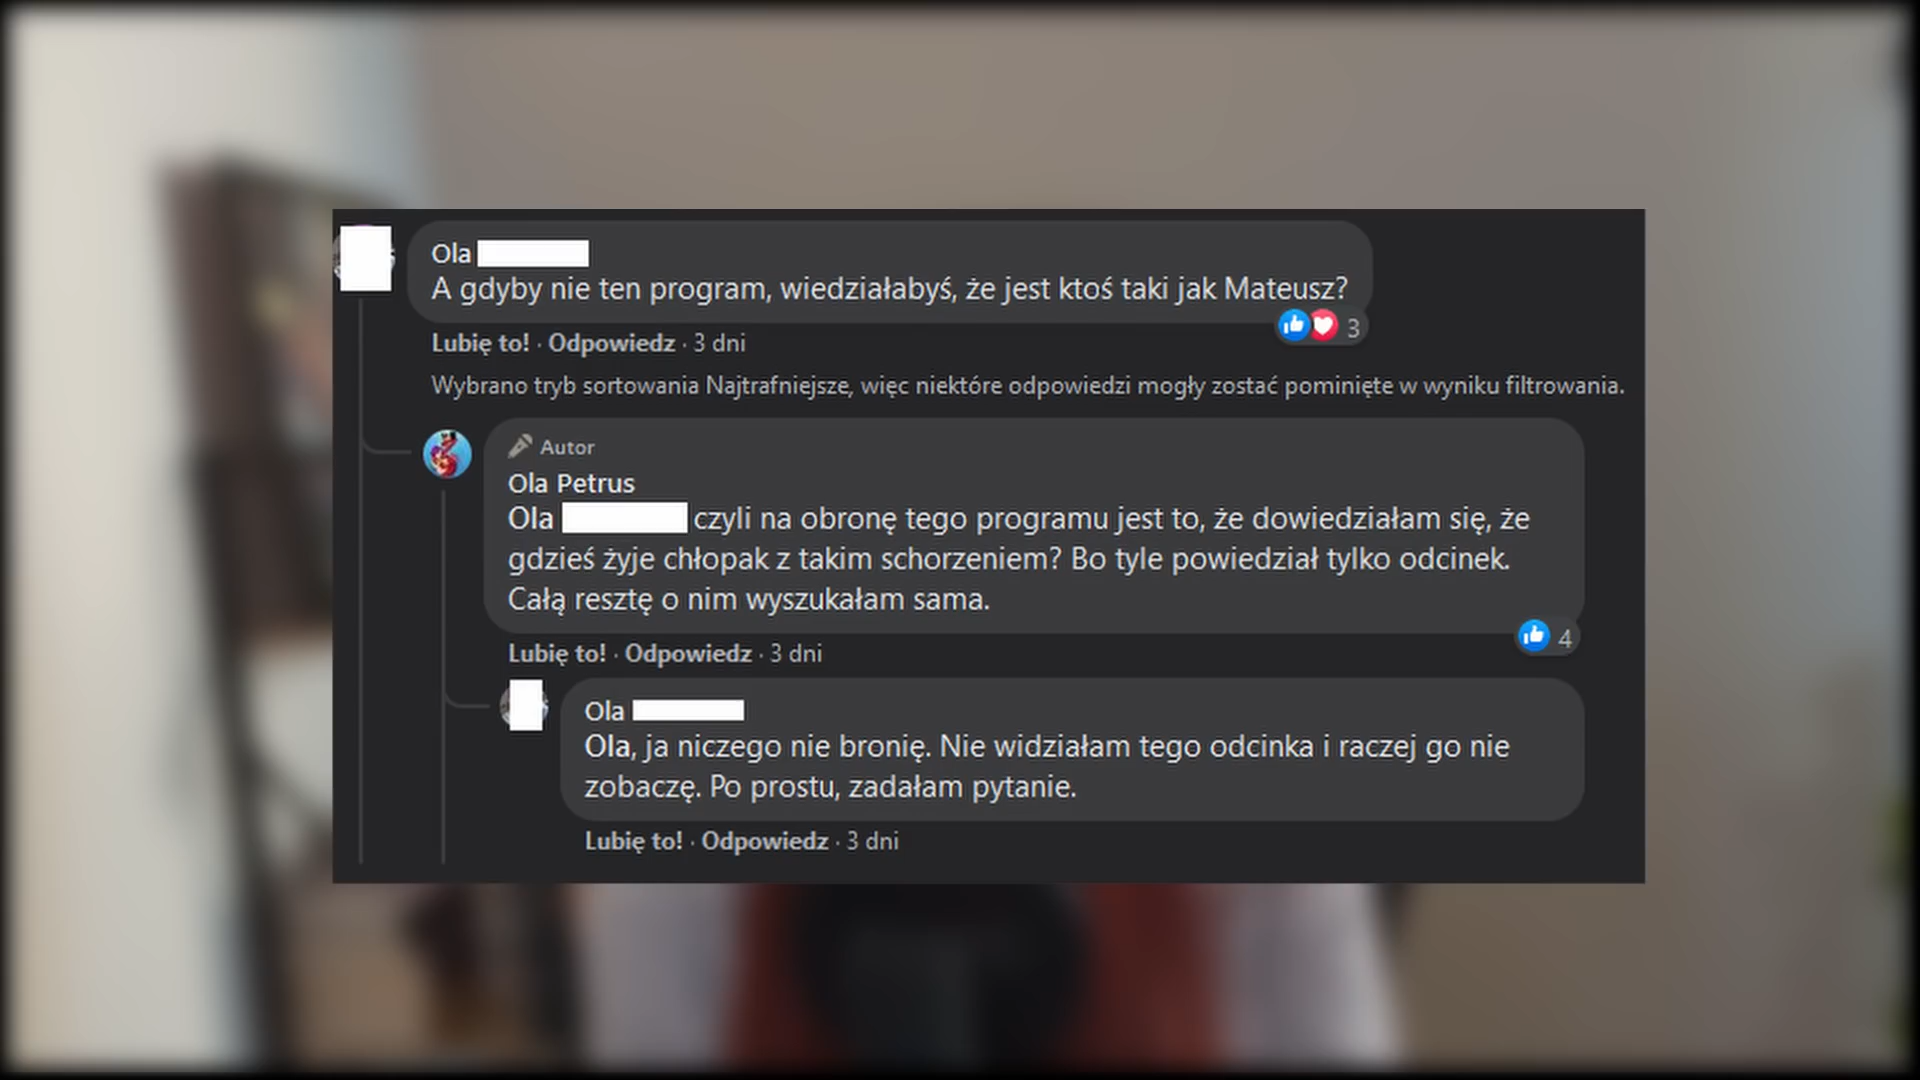 Ola
A gdyby nie ten program, wiedziałabyś, że jest ktoś taki jak Mateusz?
3
Lubię to! · Odpowiedz · 3 dni
Wybrano tryb sortowania Najtrafniejsze, więc niektóre odpowiedzi mogły zostać pominięte w wyniku filtrowania.
Autor
Ola Petrus
Ola czyli na obronę tego programu jest to, że dowiedziałam się, że
gdzieś żyje chłopak z takim schorzeniem? Bo tyle powiedział tylko odcinek.
Całą resztę o nim wyszukałam sama.
4
Lubię to! · Odpowiedz · 3 dni
Ola
Ola, ja niczego nie bronię. Nie widziałam tego odcinka i raczej go nie
zobaczę. Po prostu, zadałam pytanie.
Lubię to! · Odpowiedz · 3 dni